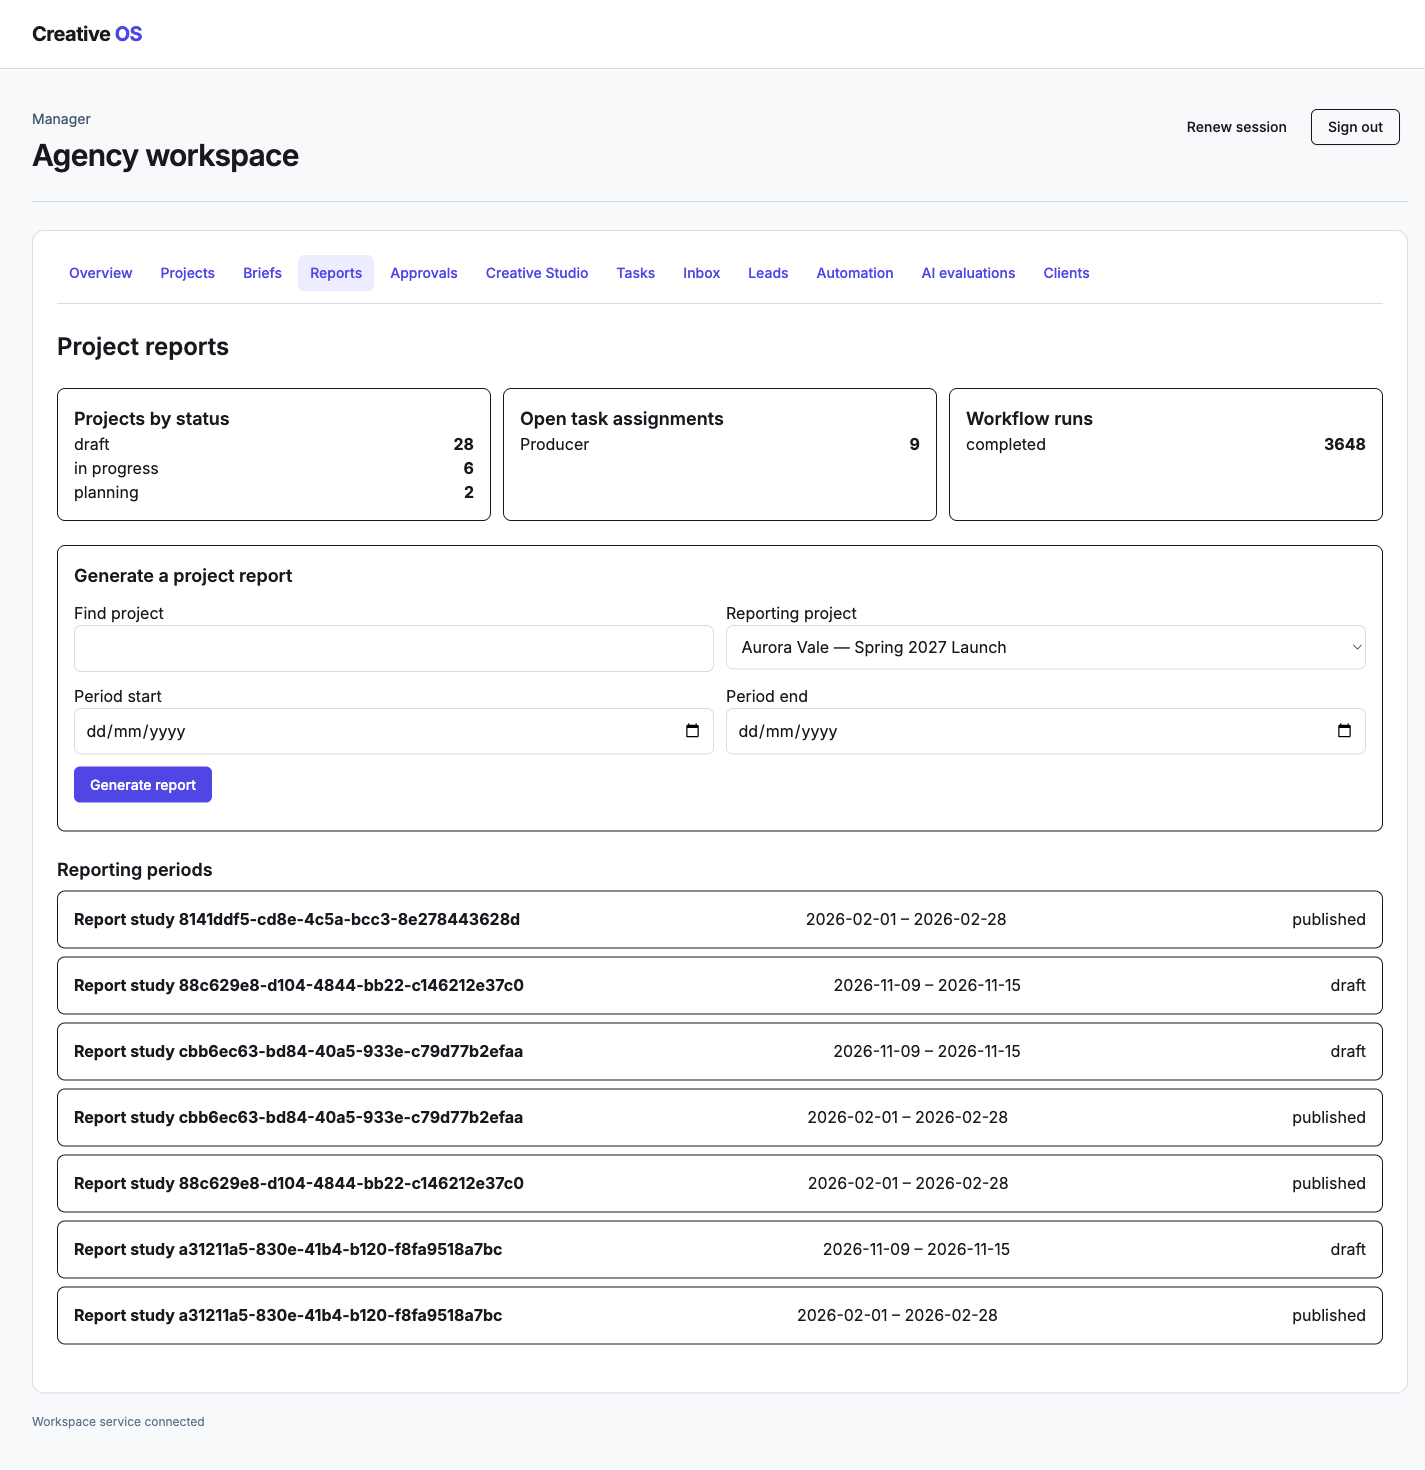 Creative OS
Manager
Agency workspace
Renew session
Sign out
Overview Projects Briefs Reports Approvals Creative Studio Tasks Inbox Leads Automation AI evaluations Clients
Project reports
Projects by status
draft 28
in progress 6
planning 2
Open task assignments
Producer 9
Workflow runs
completed 3648
Generate a project report
Find project
Reporting project
Aurora Vale — Spring 2027 Launch
Period start
dd/mm/yyyy
Period end
dd/mm/yyyy
Generate report
Reporting periods
Report study 8141ddf5-cd8e-4c5a-bcc3-8e278443628d 2026-02-01 – 2026-02-28 published
Report study 88c629e8-d104-4844-bb22-c146212e37c0 2026-11-09 – 2026-11-15 draft
Report study cbb6ec63-bd84-40a5-933e-c79d77b2efaa 2026-11-09 – 2026-11-15 draft
Report study cbb6ec63-bd84-40a5-933e-c79d77b2efaa 2026-02-01 – 2026-02-28 published
Report study 88c629e8-d104-4844-bb22-c146212e37c0 2026-02-01 – 2026-02-28 published
Report study a31211a5-830e-41b4-b120-f8fa9518a7bc 2026-11-09 – 2026-11-15 draft
Report study a31211a5-830e-41b4-b120-f8fa9518a7bc 2026-02-01 – 2026-02-28 published
Workspace service connected